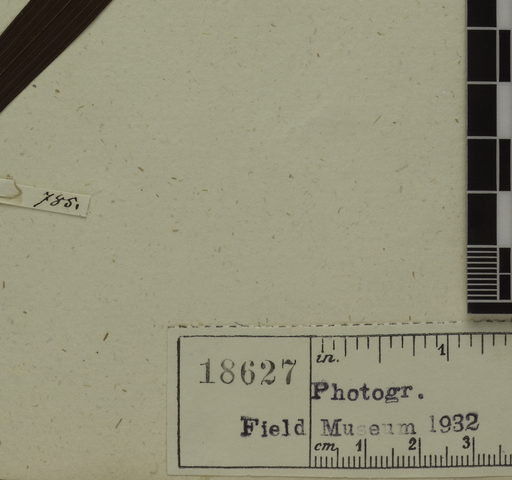 785.
in. 1
18627
Photogr.
Field Museum 1932
cm 1 2 3